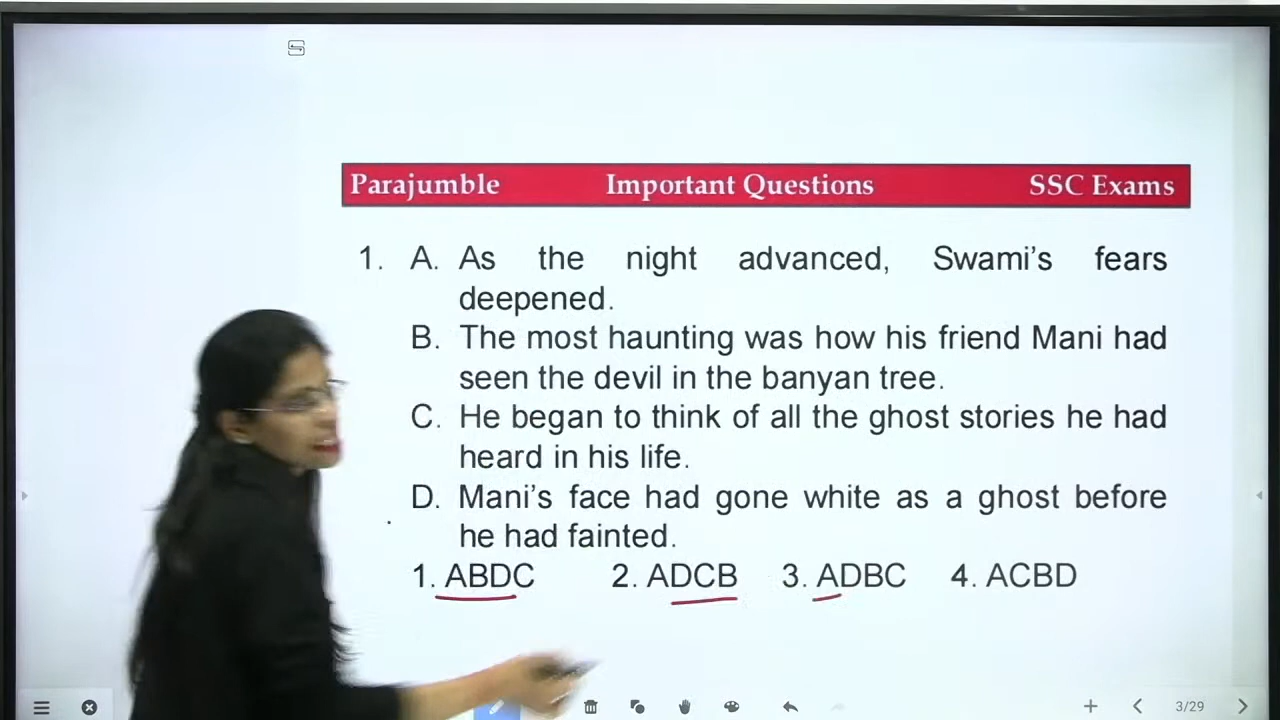 Parajumble Important Questions SSC Exams
1. A. As the night advanced, Swami's fears
deepened.
B. The most haunting was how his friend Mani had
seen the devil in the banyan tree.
C. He began to think of all the ghost stories he had
heard in his life.
D. Mani's face had gone white as a ghost before
he had fainted.
1. ABDC 2. ADCB 3. ADBC 4. ACBD
3/29